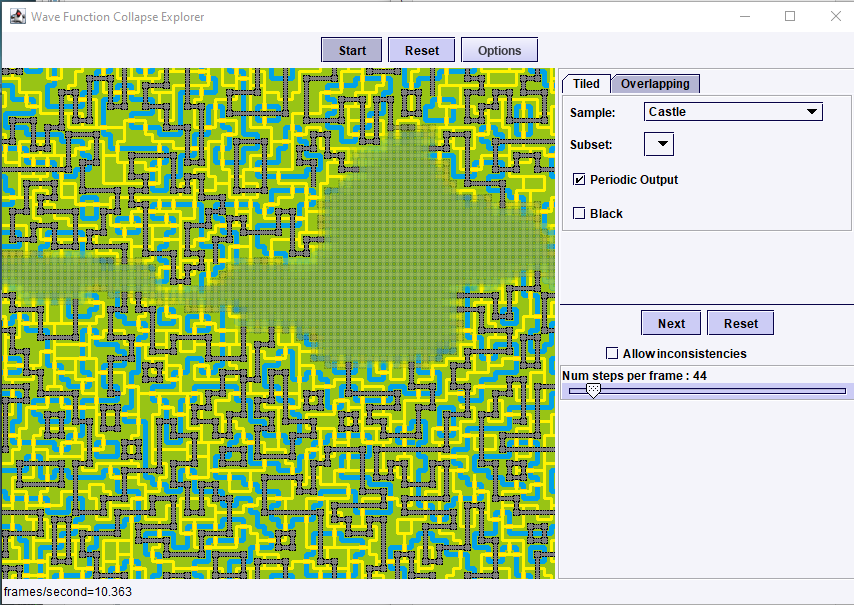 Wave Function Collapse Explorer
Start Reset Options
Tiled Overlapping
Sample: Castle
Subset:
Periodic Output
Black
Next Reset
Allow inconsistencies
Num steps per frame : 44
frames/second=10.363